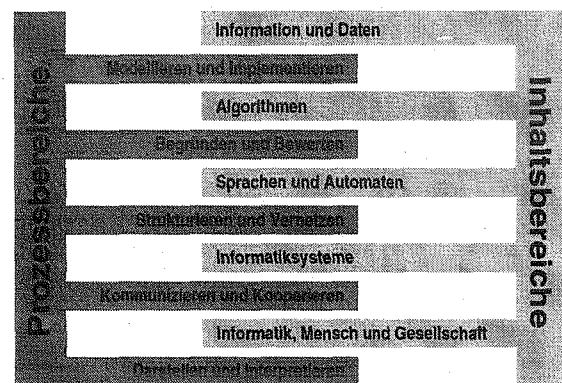 Prozessbereiche
Information und Daten
Modellieren und Implementieren
Algorithmen
Begründen und Bewerten
Sprachen und Automaten
Strukturieren und Vernetzen
Informatiksysteme
Kommunizieren und Kooperieren
Informatik, Mensch und Gesellschaft
Darstellen und Interpretieren
Inhaltsbereiche